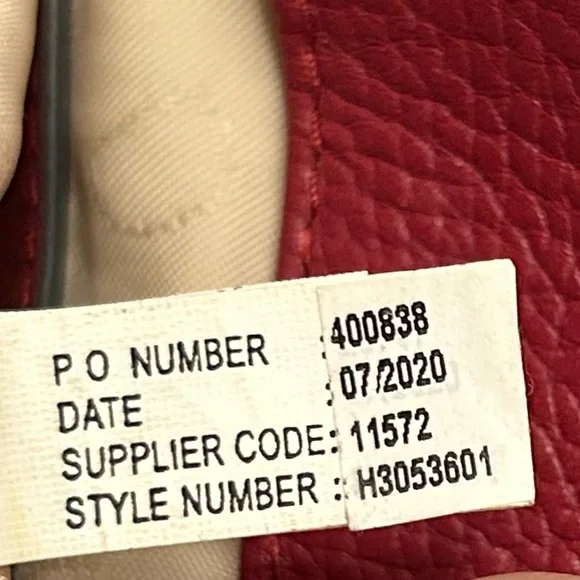 P O NUMBER : 400838
DATE : 07/2020
SUPPLIER CODE: 11572
STYLE NUMBER : H3053601